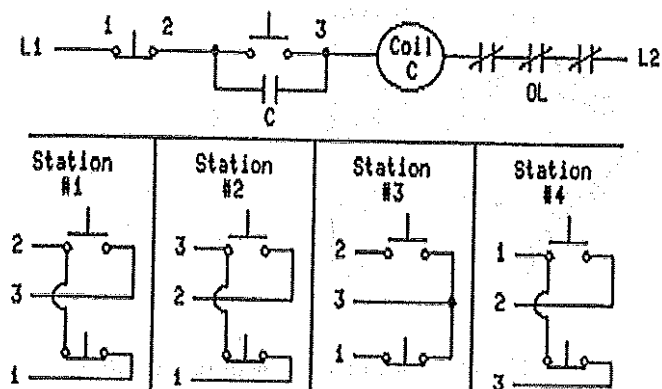 1 2 3
L1 Coil C L2
C OL
Station #1 Station #2 Station #3 Station #4
2 3 2 1
3 2 3 2
1 1 1 3